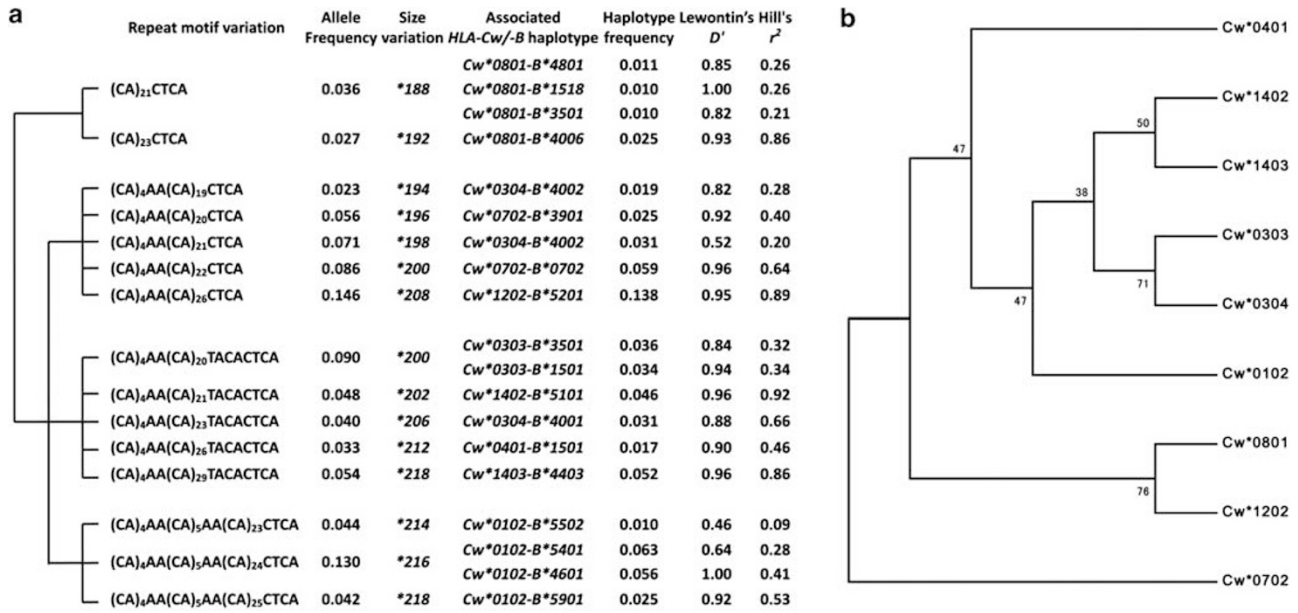 a
Repeat motif variation Allele Frequency Size variation Associated HLA-Cw/-B haplotype Haplotype frequency Lewontin's D' Hill's r²
Cw*0801-B*4801 0.011 0.85 0.26
(CA)₂₁CTCA 0.036 *188 Cw*0801-B*1518 0.010 1.00 0.26
Cw*0801-B*3501 0.010 0.82 0.21
(CA)₂₃CTCA 0.027 *192 Cw*0801-B*4006 0.025 0.93 0.86
(CA)₄AA(CA)₁₉CTCA 0.023 *194 Cw*0304-B*4002 0.019 0.82 0.28
(CA)₄AA(CA)₂₀CTCA 0.056 *196 Cw*0702-B*3901 0.025 0.92 0.40
(CA)₄AA(CA)₂₁CTCA 0.071 *198 Cw*0304-B*4002 0.031 0.52 0.20
(CA)₄AA(CA)₂₂CTCA 0.086 *200 Cw*0702-B*0702 0.059 0.96 0.64
(CA)₄AA(CA)₂₆CTCA 0.146 *208 Cw*1202-B*5201 0.138 0.95 0.89
Cw*0303-B*3501 0.036 0.84 0.32
(CA)₄AA(CA)₂₀TACACTCA 0.090 *200
Cw*0303-B*1501 0.034 0.94 0.34
(CA)₄AA(CA)₂₁TACACTCA 0.048 *202 Cw*1402-B*5101 0.046 0.96 0.92
(CA)₄AA(CA)₂₃TACACTCA 0.040 *206 Cw*0304-B*4001 0.031 0.88 0.66
(CA)₄AA(CA)₂₆TACACTCA 0.033 *212 Cw*0401-B*1501 0.017 0.90 0.46
(CA)₄AA(CA)₂₉TACACTCA 0.054 *218 Cw*1403-B*4403 0.052 0.96 0.86
(CA)₄AA(CA)₅AA(CA)₂₃CTCA 0.044 *214 Cw*0102-B*5502 0.010 0.46 0.09
Cw*0102-B*5401 0.063 0.64 0.28
(CA)₄AA(CA)₅AA(CA)₂₄CTCA 0.130 *216
Cw*0102-B*4601 0.056 1.00 0.41
(CA)₄AA(CA)₅AA(CA)₂₅CTCA 0.042 *218 Cw*0102-B*5901 0.025 0.92 0.53
b
Cw*0401
Cw*1402
50
47
Cw*1403
38
Cw*0303
71
Cw*0304
47
Cw*0102
Cw*0801
76
Cw*1202
Cw*0702